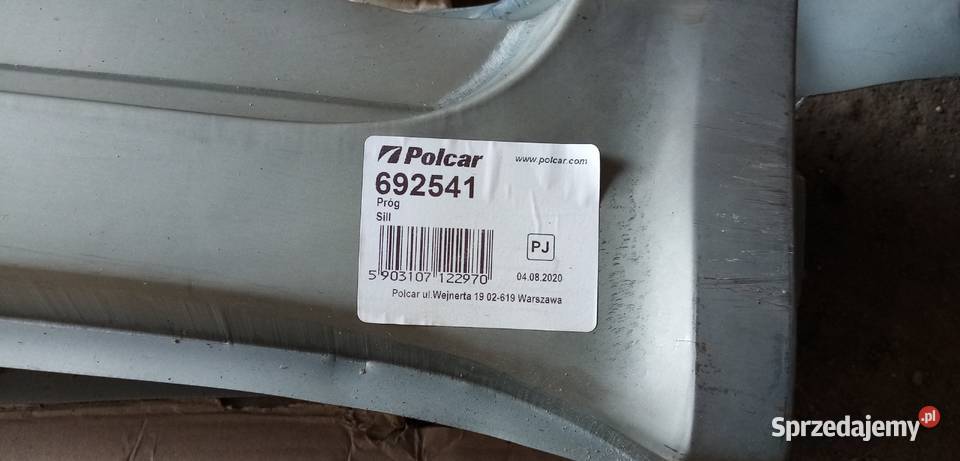 Polcar
www.polcar.com
692541
Próg
Sill
PJ
5 903107 122970
04.08.2020
Polcar ul.Wejnerta 19 02-619 Warszawa
Sprzedajemy.pl